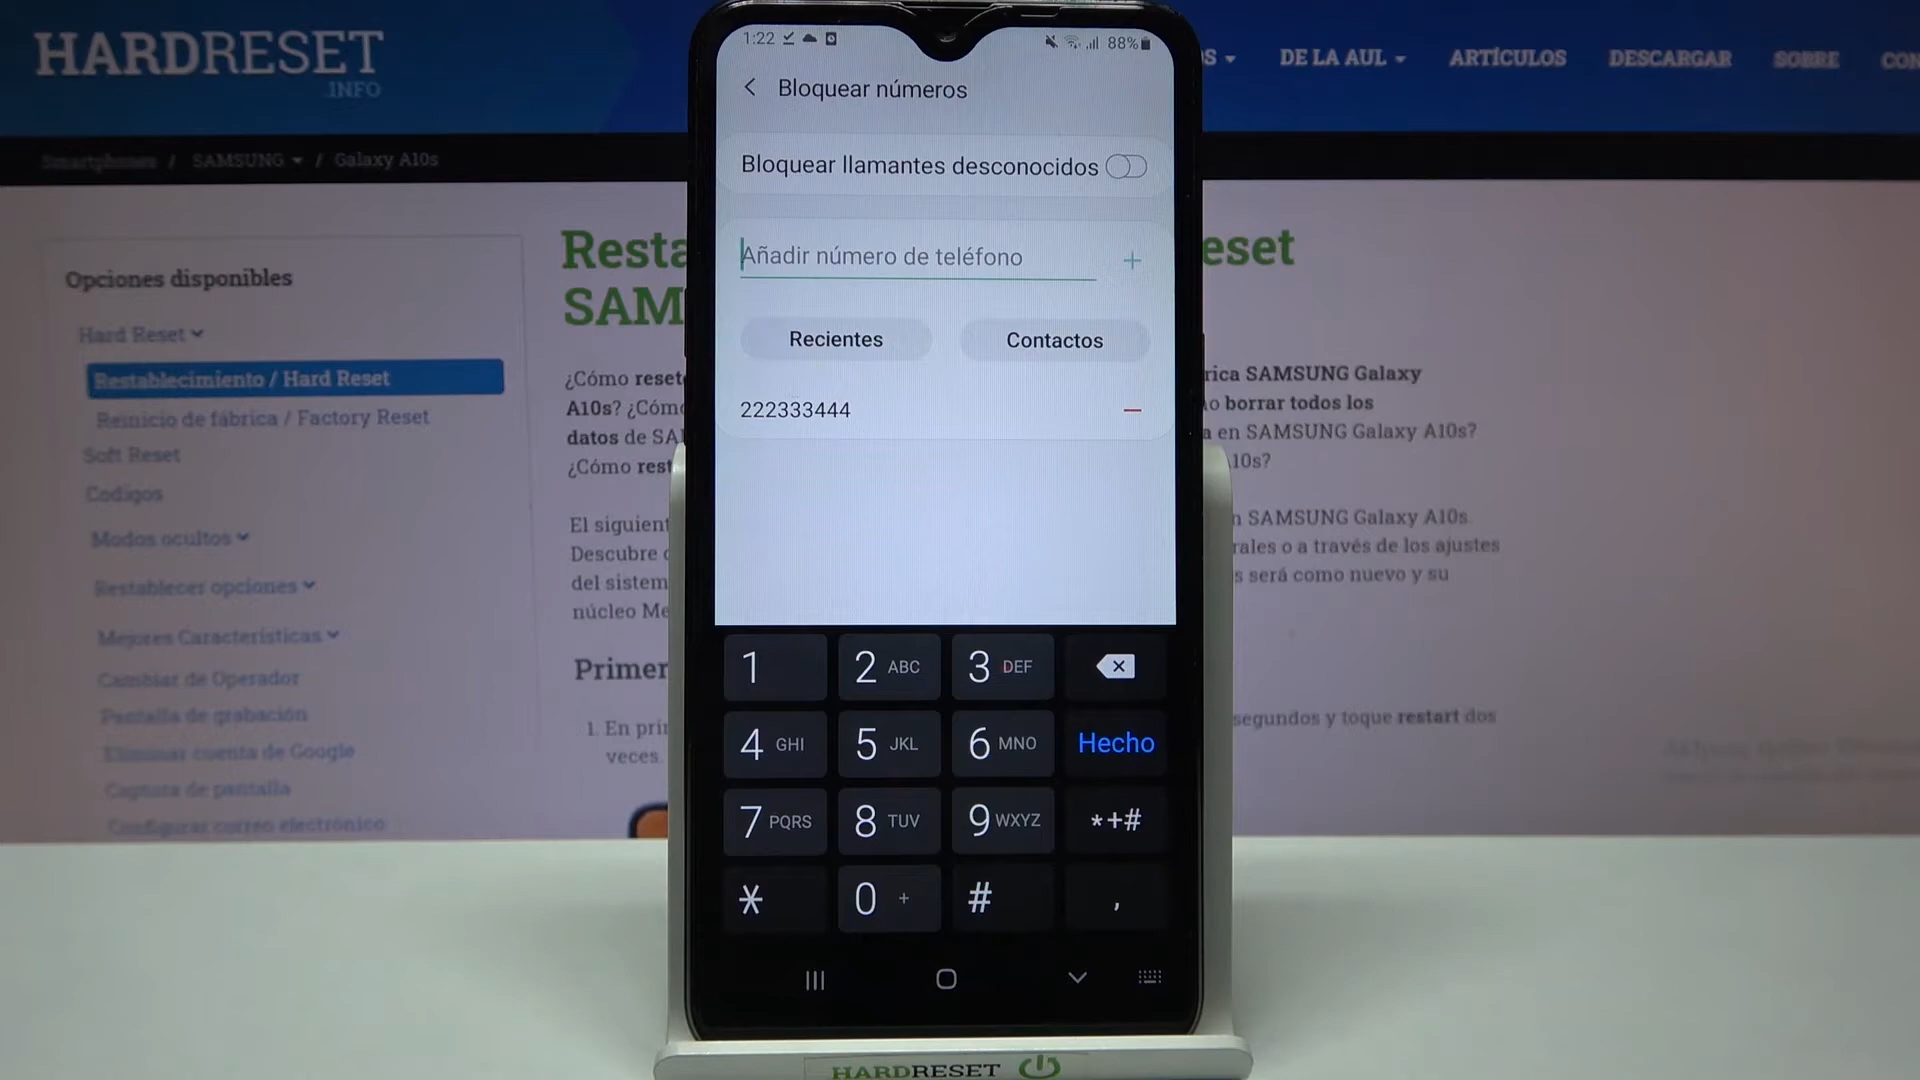 HARDRESET
.INFO
S
DE LA AUL
ARTÍCULOS
DESCARGAR
SOBRE
CON
Smartphones / SAMSUNG / Galaxy A10s
Opciones disponibles
Hard Reset
Restablecimiento / Hard Reset
Reinicio de fábrica / Factory Reset
Soft Reset
Codigos
Modos ocultos
Restableces opciones
Mejores Características
Cambiar de Operador
Pantalla de grabación
Eliminar cuenta de Google
Captura de pantalla
Configurar correo electrónico
Resta
SAM
eset
¿Cómo reset
A10s? ¿Cómo
datos de SA
¿Cómo rest
rica SAMSUNG Galaxy
o borrar todos los
a en SAMSUNG Galaxy A10s?
10s?
El siguient
Descubre
del sistem
núcleo Me
n SAMSUNG Galaxy A10s.
rales o a través de los ajustes
s será como nuevo y su
Primer
1. En pri
veces.
segundos y toque restart dos
1:22
88%
Bloquear números
Bloquear llamantes desconocidos
Añadir número de teléfono
+
Recientes
Contactos
222333444
1
2 ABC
3 DEF
4 GHI
5 JKL
6 MNO
Hecho
7 PQRS
8 TUV
9 WXYZ
*+#
*
0 +
#
,
HARDRESET